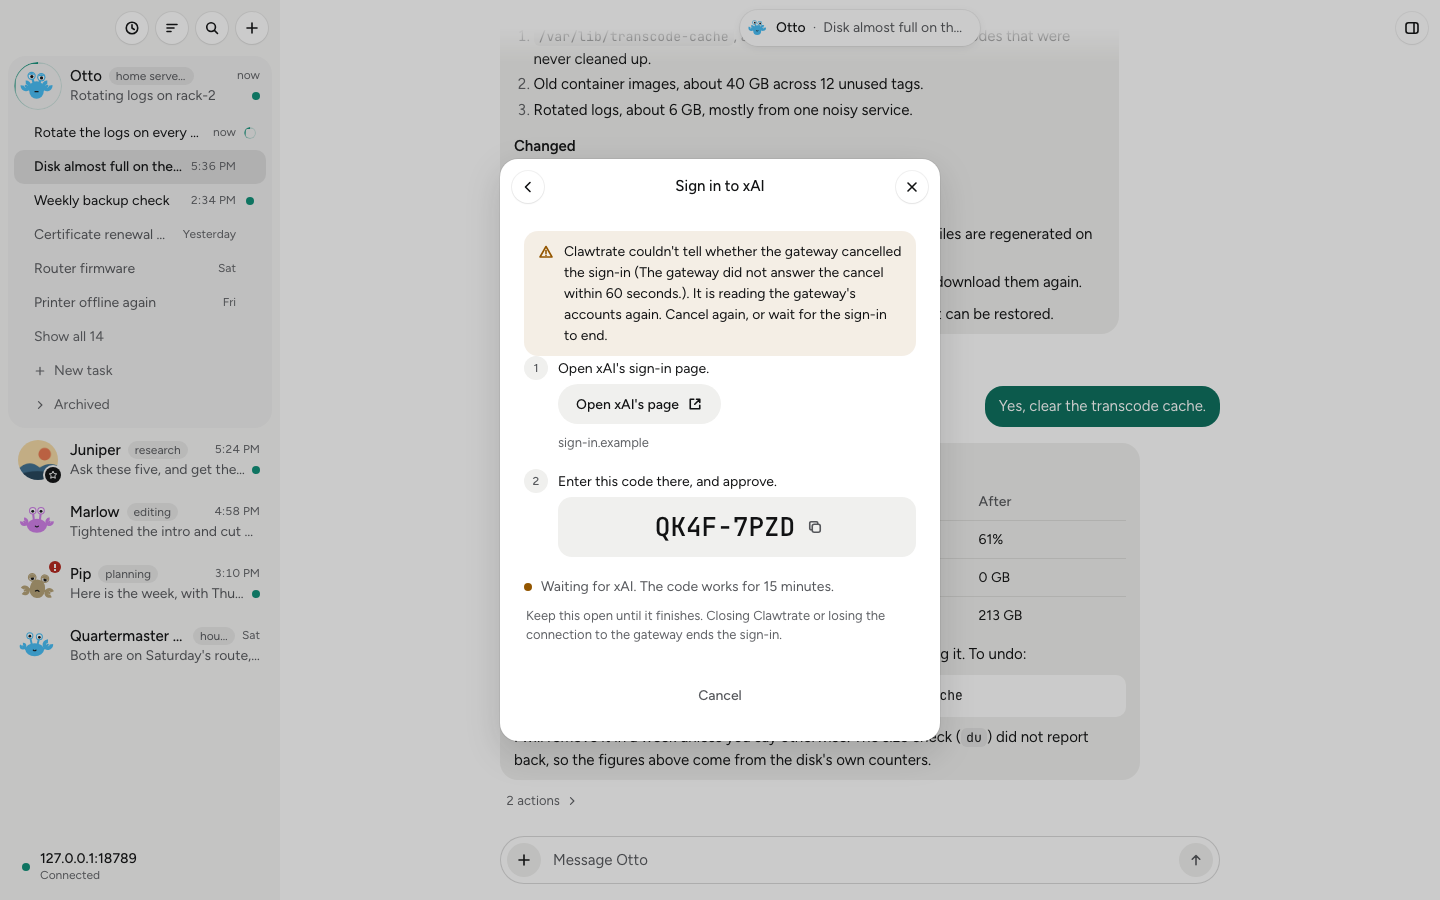 Otto · Disk almost full on th...
Otto home serve... now
Rotating logs on rack-2
Rotate the logs on every ... now
Disk almost full on the... 5:36 PM
Weekly backup check 2:34 PM
Certificate renewal ... Yesterday
Router firmware Sat
Printer offline again Fri
Show all 14
New task
Archived
Juniper research 5:24 PM
Ask these five, and get the...
Marlow editing 4:58 PM
Tightened the intro and cut ...
Pip planning 3:10 PM
Here is the week, with Thu...
Quartermaster ... hou... Sat
Both are on Saturday's route,...
127.0.0.1:18789
Connected
1. /var/lib/transcode-cache, that were
never cleaned up.
2. Old container images, about 40 GB across 12 unused tags.
3. Rotated logs, about 6 GB, mostly from one noisy service.
Changed
are regenerated on
download them again.
can be restored.
Yes, clear the transcode cache.
After
61%
0 GB
213 GB
it. To undo:
(du) did not report
back, so the figures above come from the disk's own counters.
2 actions
Message Otto
Sign in to xAI
Clawtrate couldn't tell whether the gateway cancelled
the sign-in (The gateway did not answer the cancel
within 60 seconds.). It is reading the gateway's
accounts again. Cancel again, or wait for the sign-in
to end.
1 Open xAI's sign-in page.
Open xAI's page
sign-in.example
2 Enter this code there, and approve.
QK4F-7PZD
Waiting for xAI. The code works for 15 minutes.
Keep this open until it finishes. Closing Clawtrate or losing the
connection to the gateway ends the sign-in.
Cancel